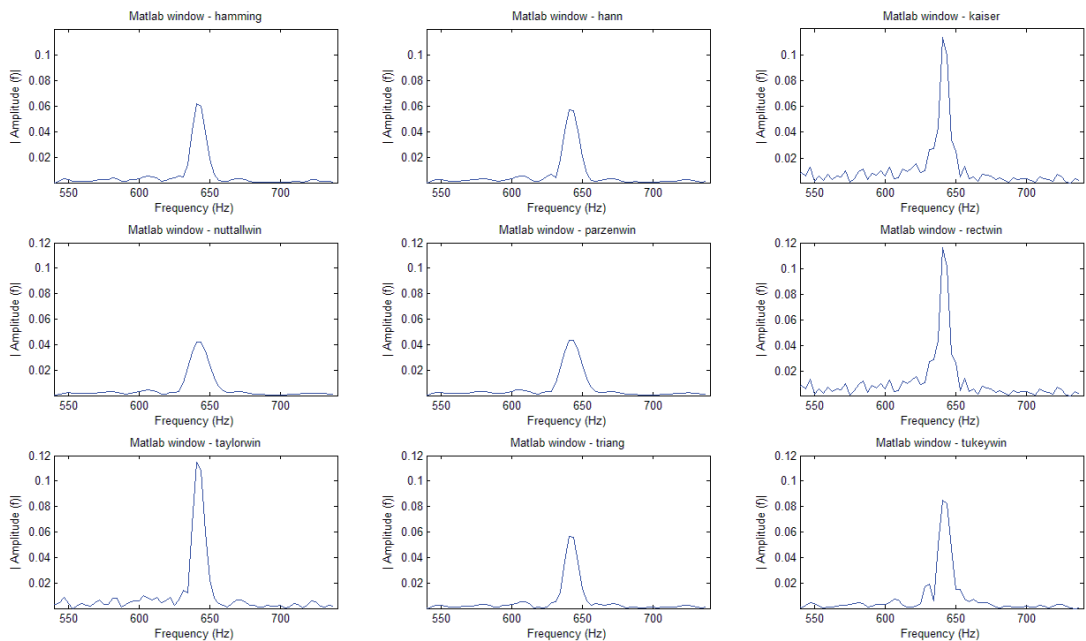 Matlab window - hamming
| Amplitude (f)|
0.1
0.08
0.06
0.04
0.02
550 600 650 700
Frequency (Hz)
Matlab window - hann
| Amplitude (f)|
0.1
0.08
0.06
0.04
0.02
550 600 650 700
Frequency (Hz)
Matlab window - kaiser
| Amplitude (f)|
0.1
0.08
0.06
0.04
0.02
550 600 650 700
Frequency (Hz)
Matlab window - nuttallwin
| Amplitude (f)|
0.12
0.1
0.08
0.06
0.04
0.02
550 600 650 700
Frequency (Hz)
Matlab window - parzenwin
| Amplitude (f)|
0.12
0.1
0.08
0.06
0.04
0.02
550 600 650 700
Frequency (Hz)
Matlab window - rectwin
| Amplitude (f)|
0.12
0.1
0.08
0.06
0.04
0.02
550 600 650 700
Frequency (Hz)
Matlab window - taylorwin
| Amplitude (f)|
0.12
0.1
0.08
0.06
0.04
0.02
550 600 650 700
Frequency (Hz)
Matlab window - triang
| Amplitude (f)|
0.12
0.1
0.08
0.06
0.04
0.02
550 600 650 700
Frequency (Hz)
Matlab window - tukeywin
| Amplitude (f)|
0.12
0.1
0.08
0.06
0.04
0.02
550 600 650 700
Frequency (Hz)